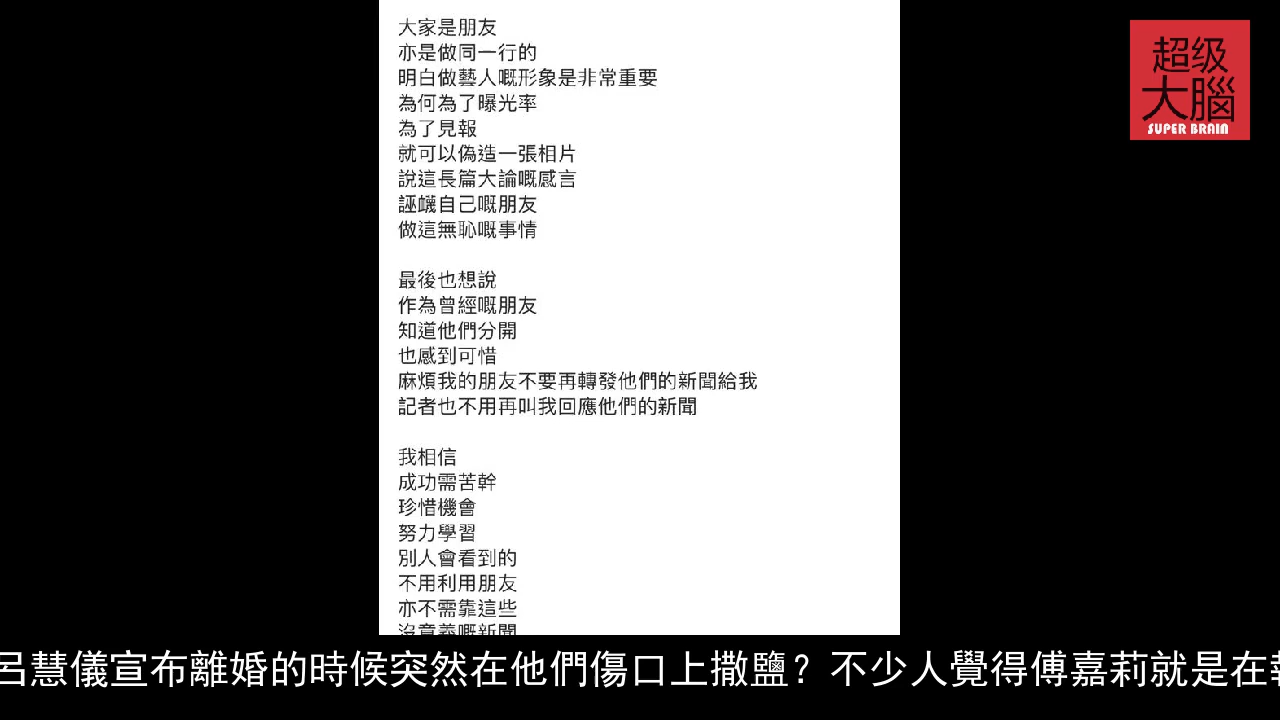 大家是朋友
亦是做同一行的
明白做藝人嘅形象是非常重要
為何為了曝光率
為了見報
就可以偽造一張相片
說這長篇大論嘅感言
誣衊自己嘅朋友
做這無恥嘅事情
最後也想說
作為曾經嘅朋友
知道他們分開
也感到可惜
麻煩我的朋友不要再轉發他們的新聞給我
記者也不用再叫我回應他們的新聞
我相信
成功需苦幹
珍惜機會
努力學習
別人會看到的
不用利用朋友
亦不需靠這些
沒意義嘅新聞
超级
大腦
SUPER BRAIN
呂慧儀宣布離婚的時候突然在他們傷口上撒鹽？不少人覺得傅嘉莉就是在